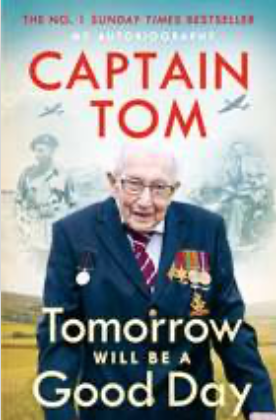 THE NO. 1 SUNDAY TIMES BESTSELLER
MY AUTOBIOGRAPHY
CAPTAIN
TOM
Tomorrow
WILL BE A
Good Day